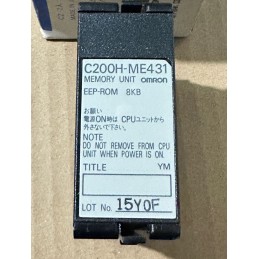 C200H-ME431
MEMORY UNIT OMRON
EEP-ROM 8KB
お願い
電源ON時は CPUユニットから
外さないで下さい。
NOTE
DO NOT REMOVE FROM CPU
UNIT WHEN POWER IS ON.
TITLE YM
LOT No. 15Y0F